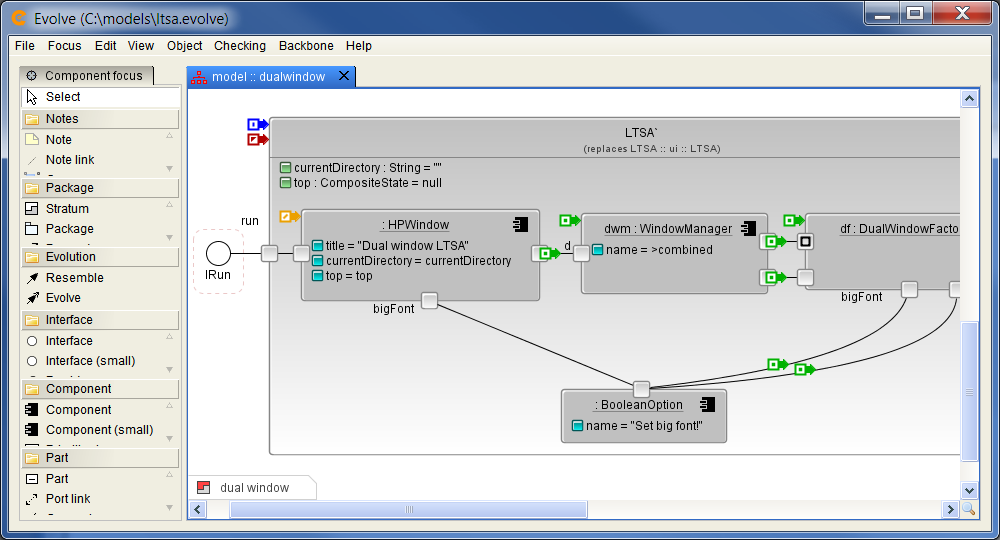 Evolve (C:\models\ltsa.evolve)
File Focus Edit View Object Checking Backbone Help
Component focus
Select
Notes
Note
Note link
Package
Stratum
Package
Evolution
Resemble
Evolve
Interface
Interface
Interface (small)
Component
Component
Component (small)
Part
Part
Port link
model :: dualwindow
LTSA`
(replaces LTSA :: ui :: LTSA)
currentDirectory : String = ""
top : CompositeState = null
run
IRun
: HPWindow
title = "Dual window LTSA"
currentDirectory = currentDirectory
top = top
bigFont
d
dwm : WindowManager
name = >combined
df : DualWindowFacto
bigFont
: BooleanOption
name = "Set big font!"
dual window